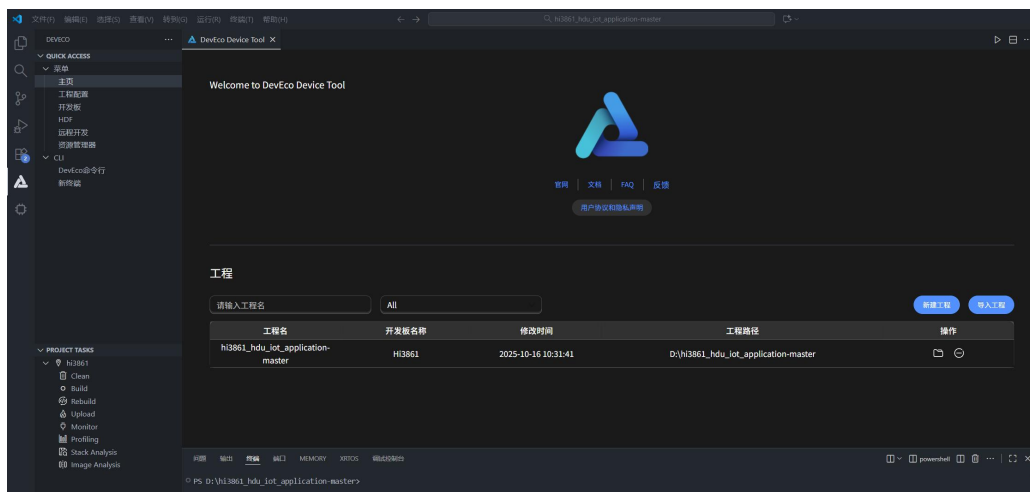 文件(F) 编辑(E) 选择(S) 查看(V) 转到(G) 运行(R) 终端(T) 帮助(H) hi3861_hdu_iot_application-master
DEVECO
DevEco Device Tool
QUICK ACCESS
菜单
主页
工程配置
开发板
HDF
远程开发
资源管理器
CLI
DevEco命令行
新终端
2
Welcome to DevEco Device Tool
官网 | 文档 | FAQ | 反馈
用户协议和隐私声明
工程
请输入工程名 All 新建工程 导入工程
工程名 开发板名称 修改时间 工程路径 操作
hi3861_hdu_iot_application-master Hi3861 2025-10-16 10:31:41 D:\hi3861_hdu_iot_application-master
PROJECT TASKS
hi3861
Clean
Build
Rebuild
Upload
Monitor
Profiling
Stack Analysis
Image Analysis
问题 输出 终端 端口 MEMORY XRTOS 调试控制台 powershell
PS D:\hi3861_hdu_iot_application-master>